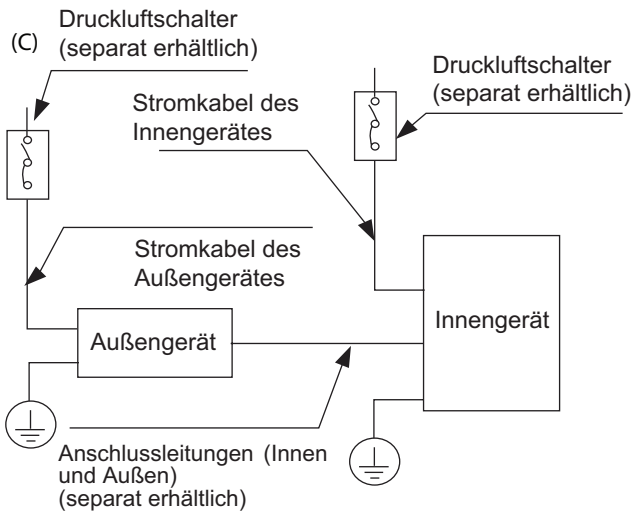 (C)
Druckluftschalter
(separat erhältlich)
Druckluftschalter
(separat erhältlich)
Stromkabel des
Innengerätes
Stromkabel des
Außengerätes
Außengerät
Innengerät
Anschlussleitungen (Innen
und Außen)
(separat erhältlich)